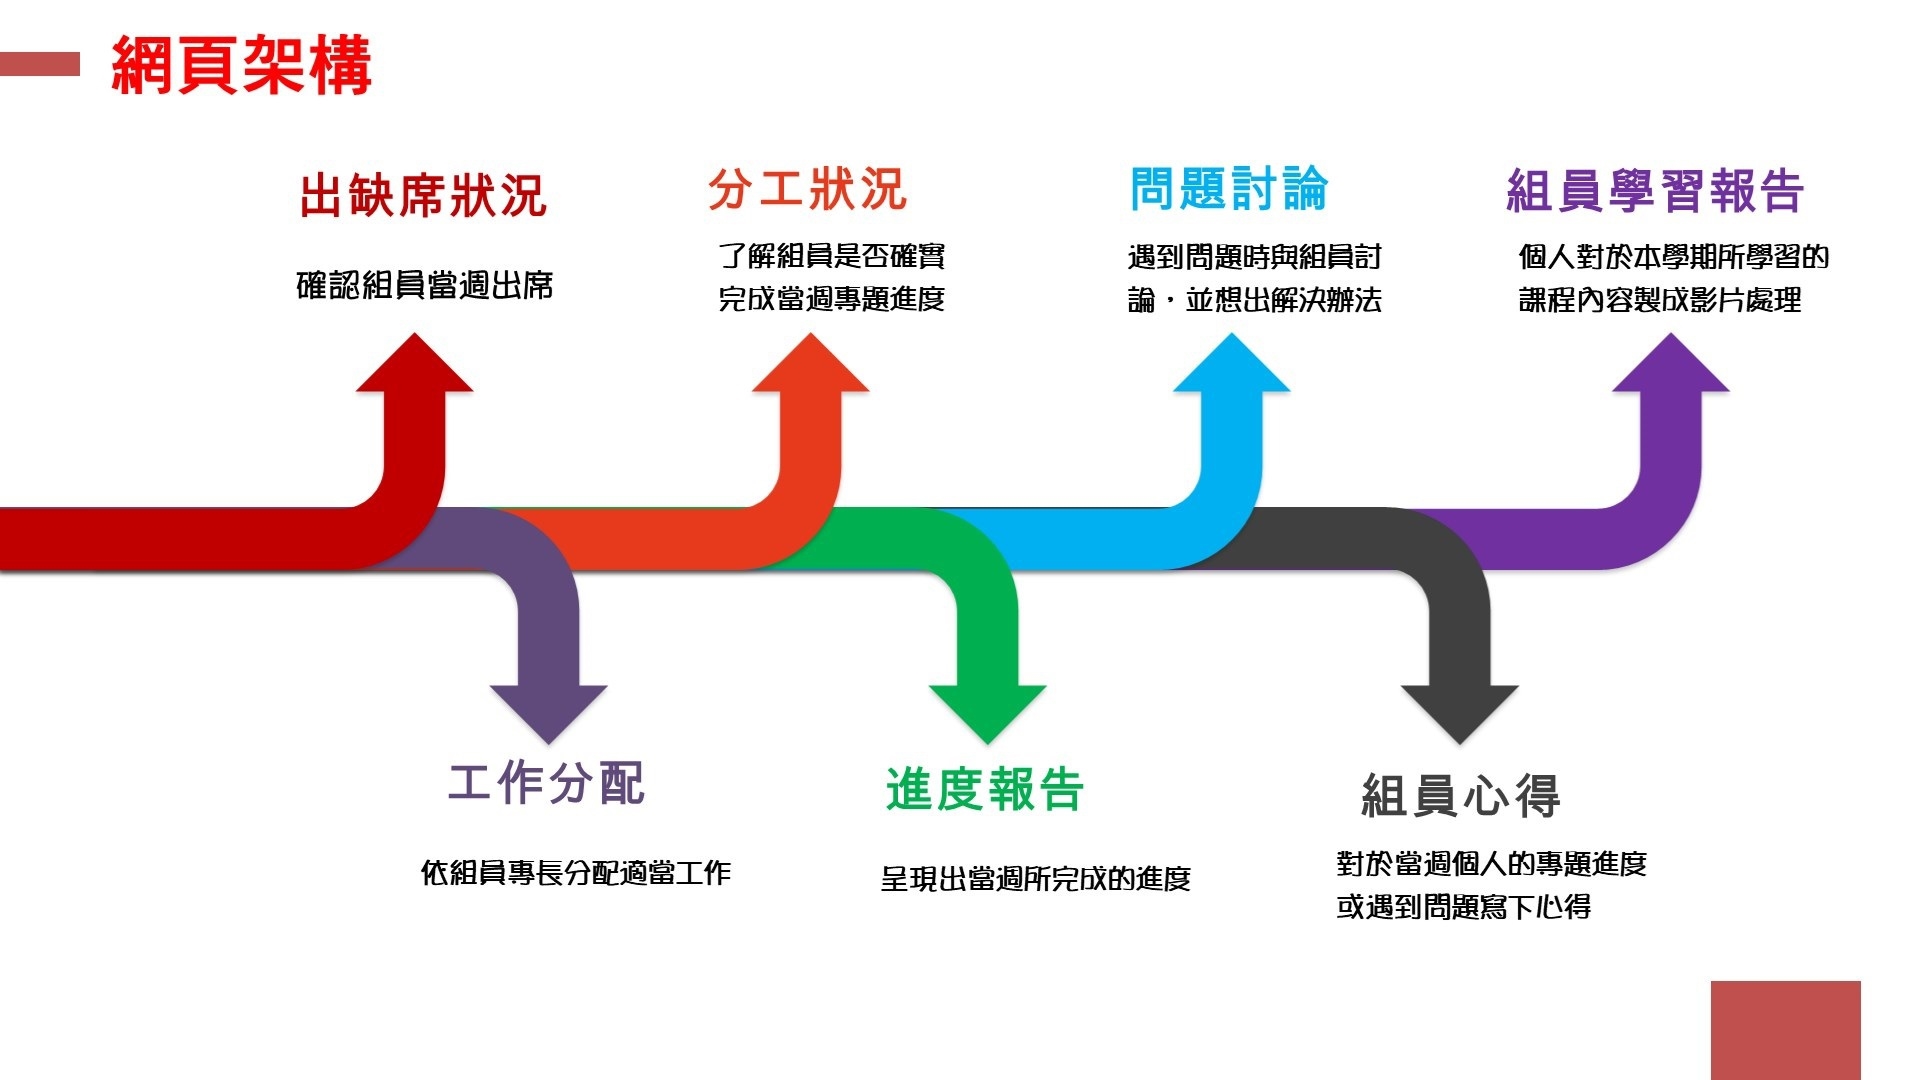 網頁架構
出缺席狀況
確認組員當週出席
分工狀況
了解組員是否確實
完成當週專題進度
問題討論
遇到問題時與組員討
論，並想出解決辦法
組員學習報告
個人對於本學期所學習的
課程內容製成影片處理
工作分配
依組員專長分配適當工作
進度報告
呈現出當週所完成的進度
組員心得
對於當週個人的專題進度
或遇到問題寫下心得